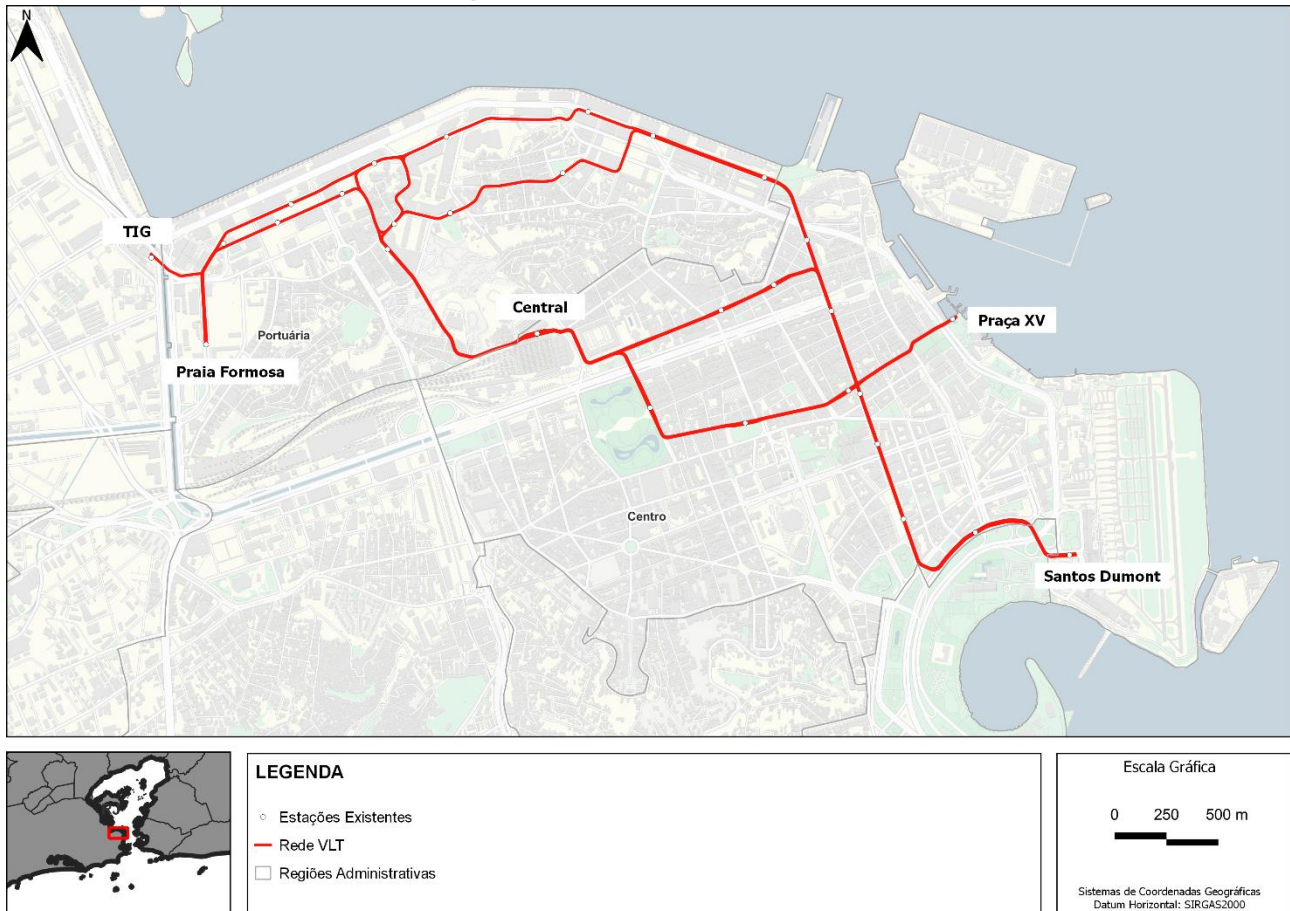 N
TIG
Central
Praça XV
Portuária
Praia Formosa
Centro
Santos Dumont
LEGENDA
Estações Existentes
Rede VLT
Regiões Administrativas
Escala Gráfica
0 250 500 m
Sistemas de Coordenadas Geográficas
Datum Horizontal: SIRGAS2000